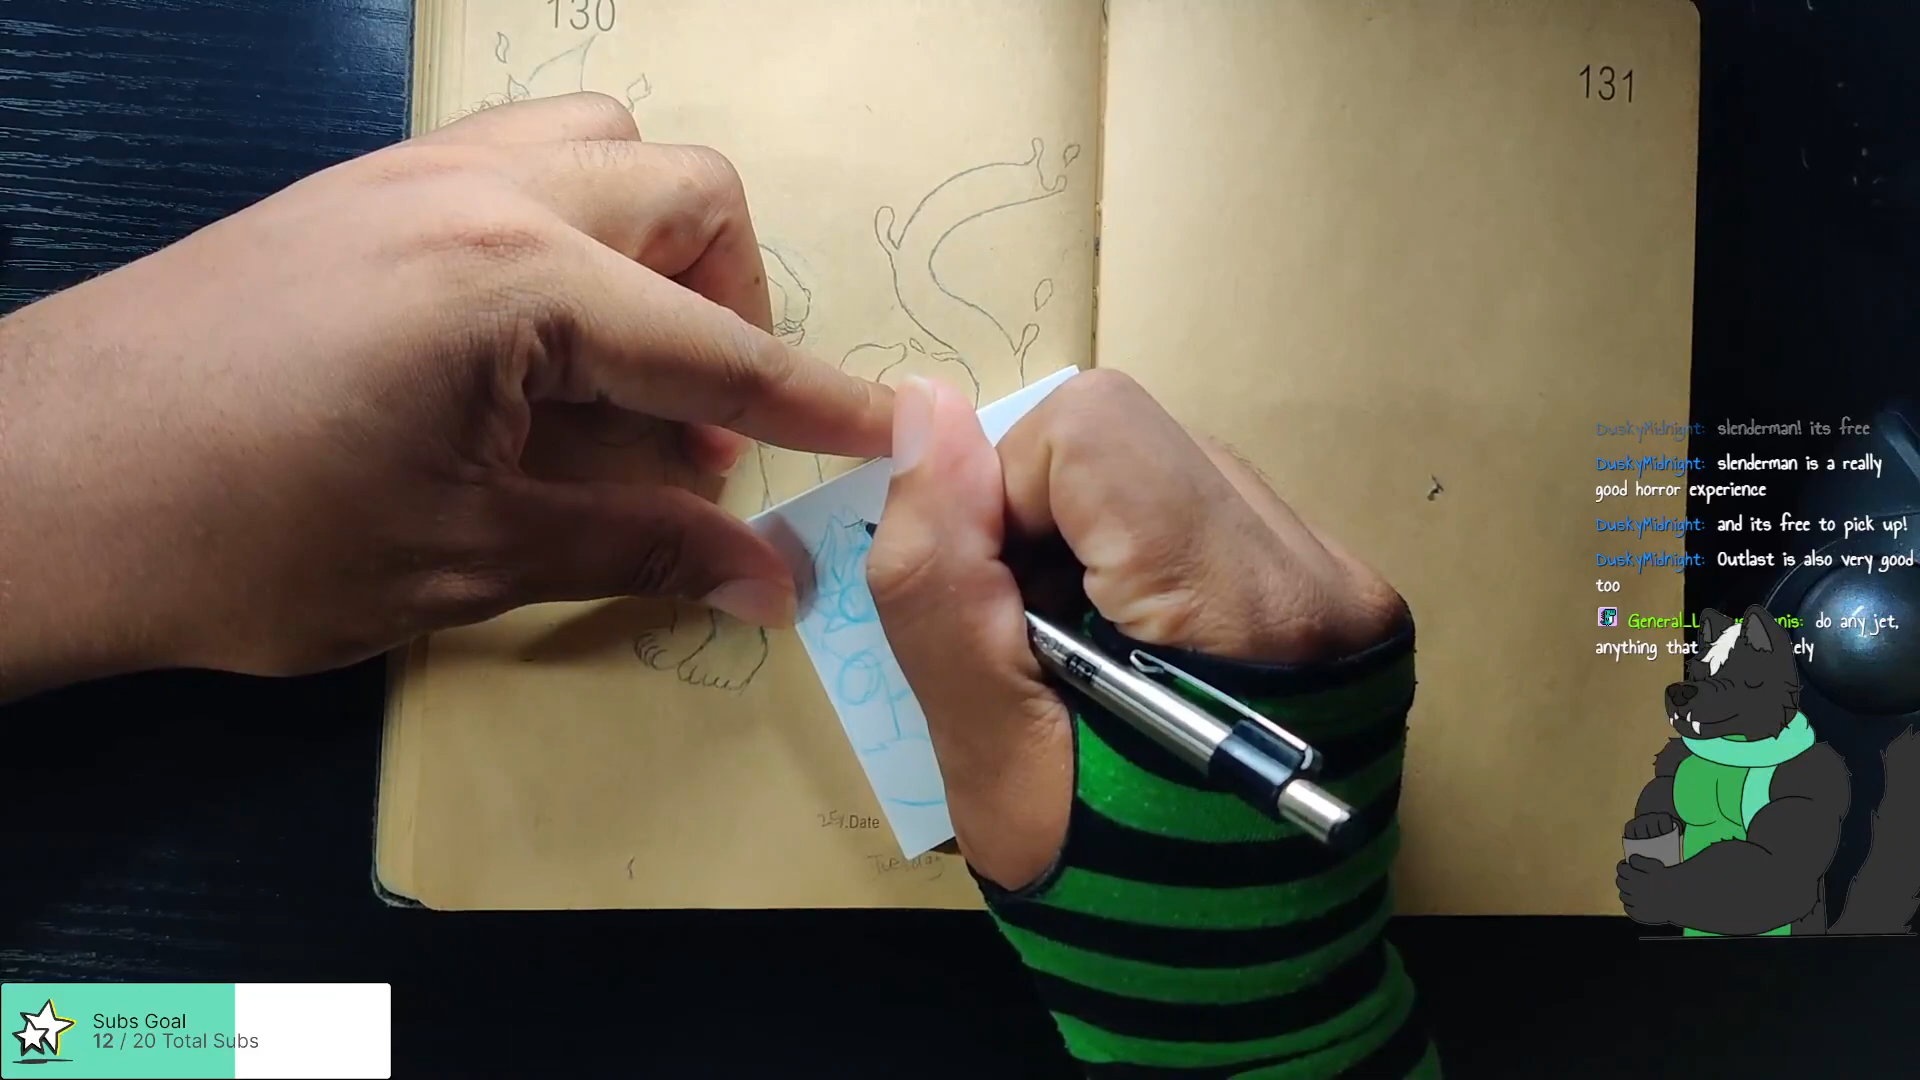 130
131
DuskyMidnight: slenderman! its free
DuskyMidnight: slenderman is a really
good horror experience
DuskyMidnight: and its free to pick up!
DuskyMidnight: Outlast is also very good
too
do any jet,
anything that
.Date
Tuesday
Subs Goal
12 / 20 Total Subs